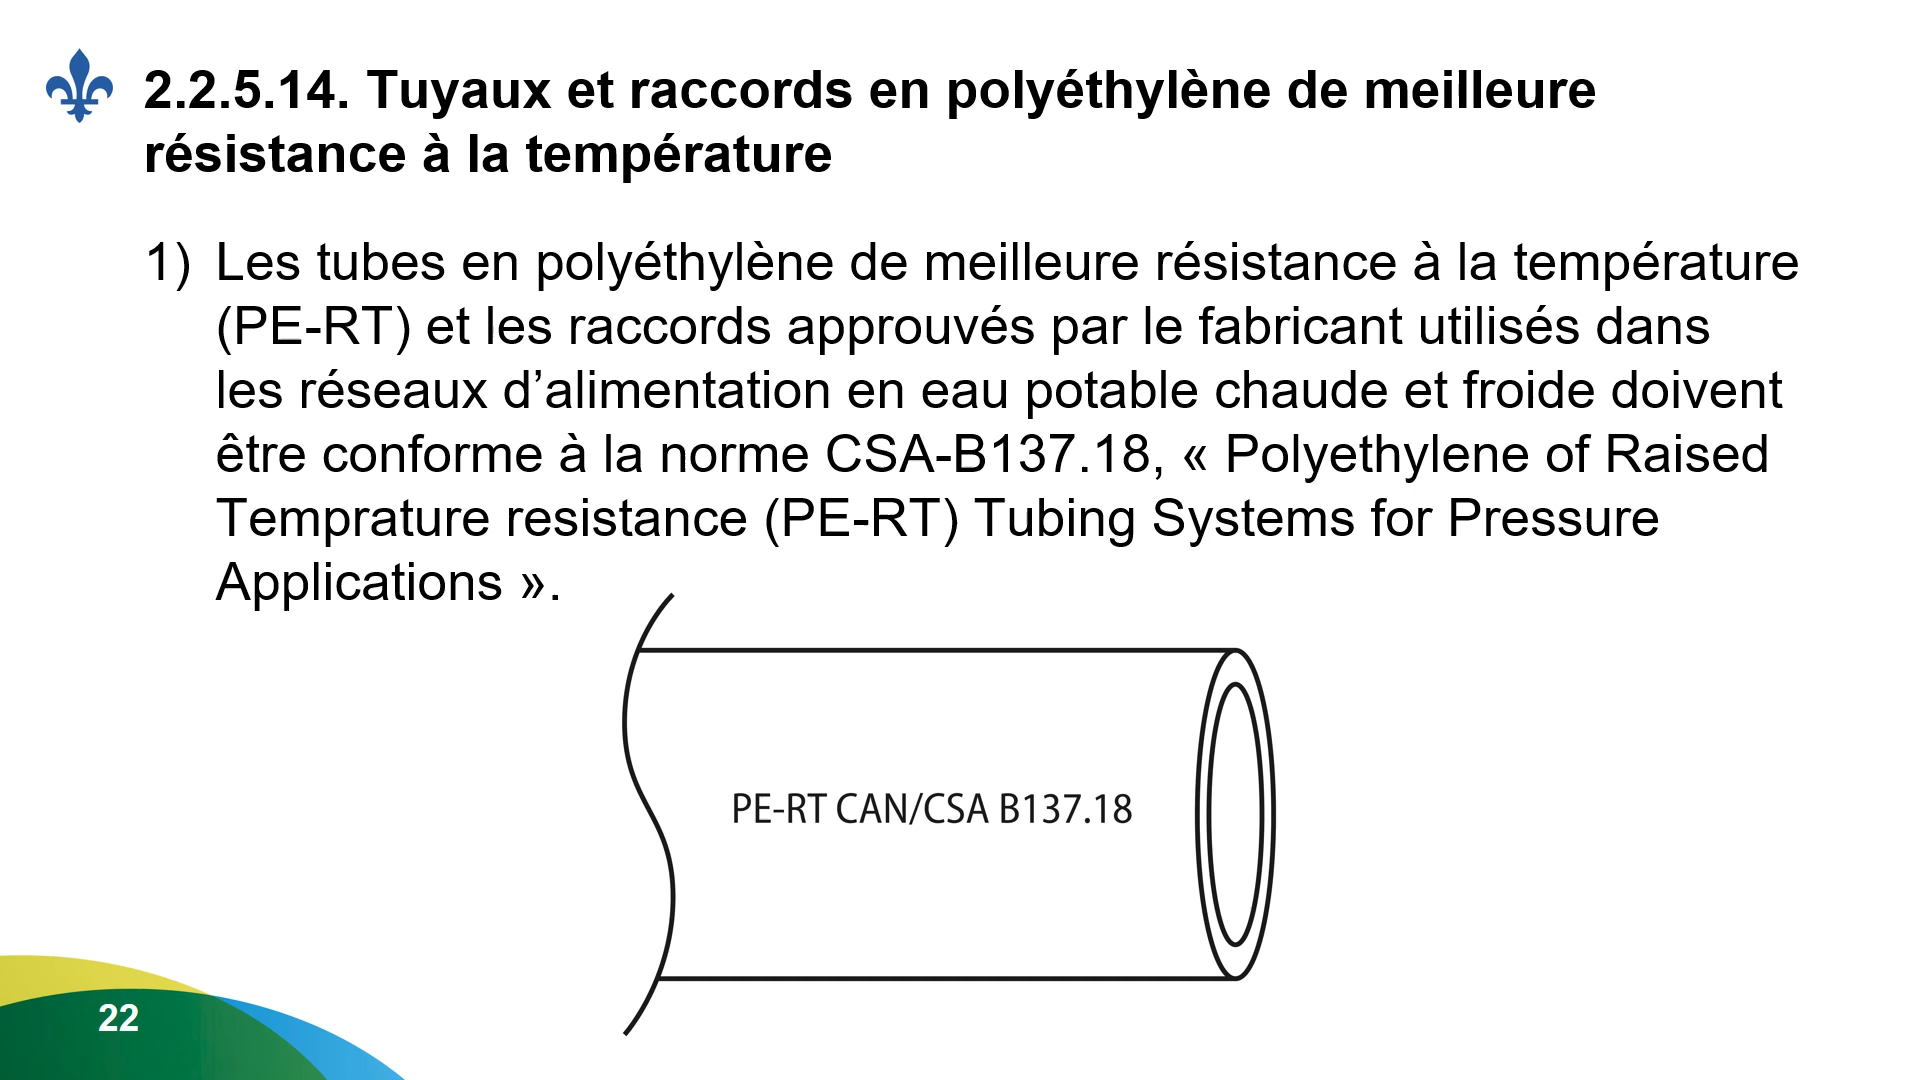 2.2.5.14. Tuyaux et raccords en polyéthylène de meilleure
résistance à la température
1) Les tubes en polyéthylène de meilleure résistance à la température
(PE-RT) et les raccords approuvés par le fabricant utilisés dans
les réseaux d’alimentation en eau potable chaude et froide doivent
être conforme à la norme CSA-B137.18, « Polyethylene of Raised
Temprature resistance (PE-RT) Tubing Systems for Pressure
Applications ».
PE-RT CAN/CSA B137.18
22